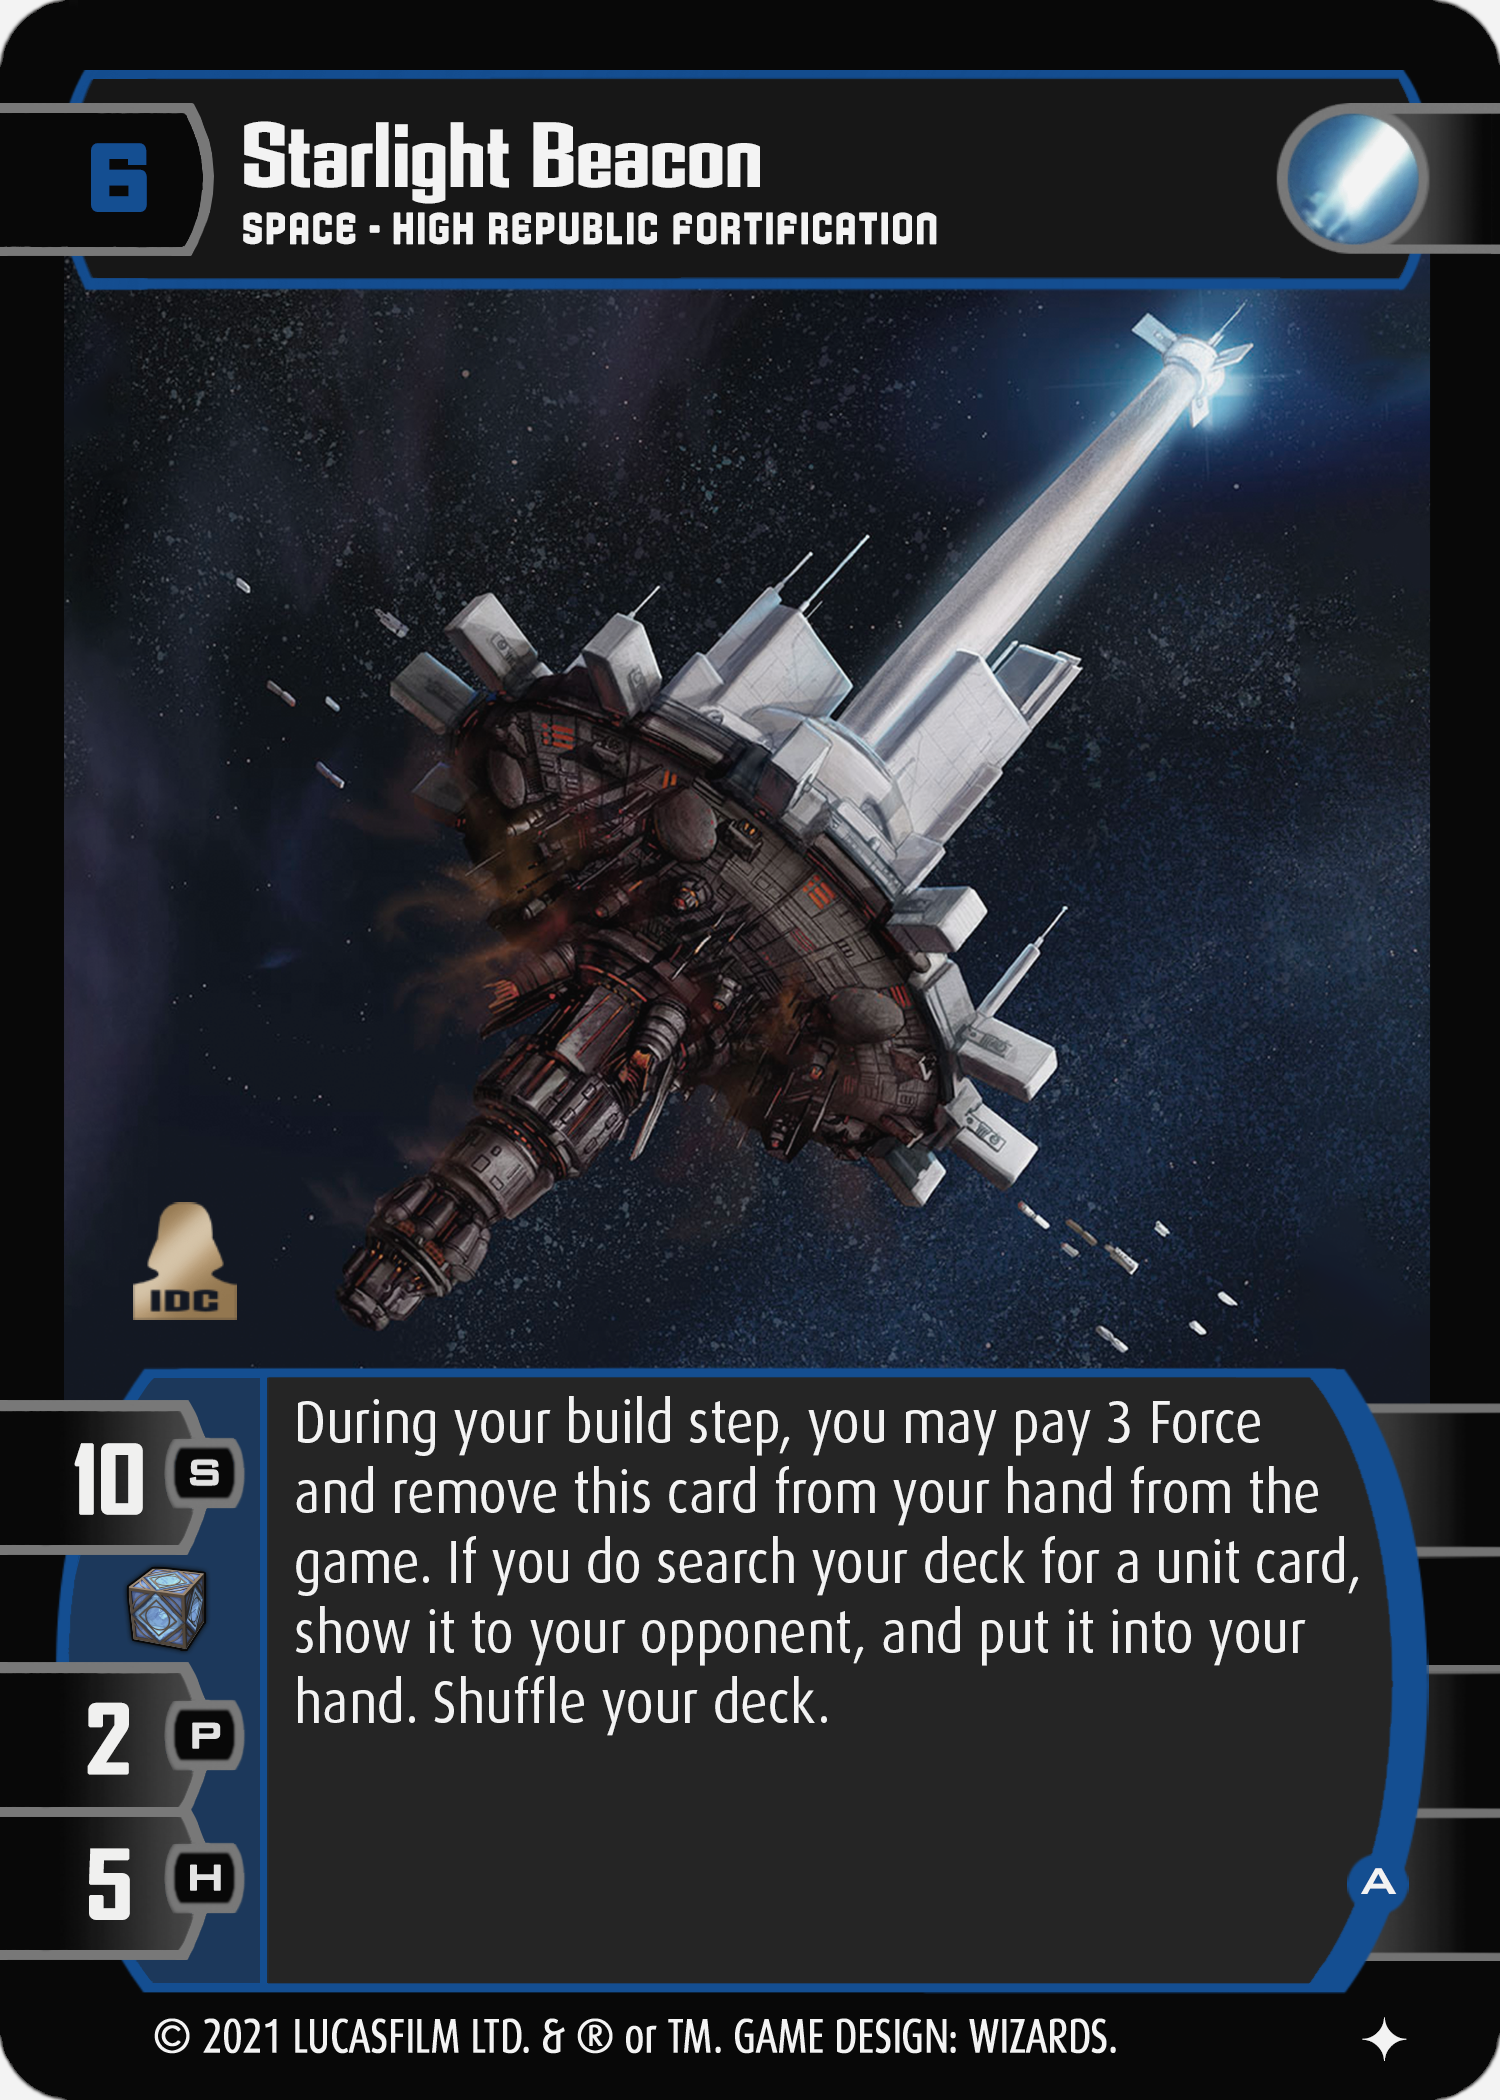 6
Starlight Beacon
SPACE - HIGH REPUBLIC FORTIFICATION
IDC
10 S
2 P
5 H
During your build step, you may pay 3 Force
and remove this card from your hand from the
game. If you do search your deck for a unit card,
show it to your opponent, and put it into your
hand. Shuffle your deck.
A
© 2021 LUCASFILM LTD. & ® or TM. GAME DESIGN: WIZARDS.